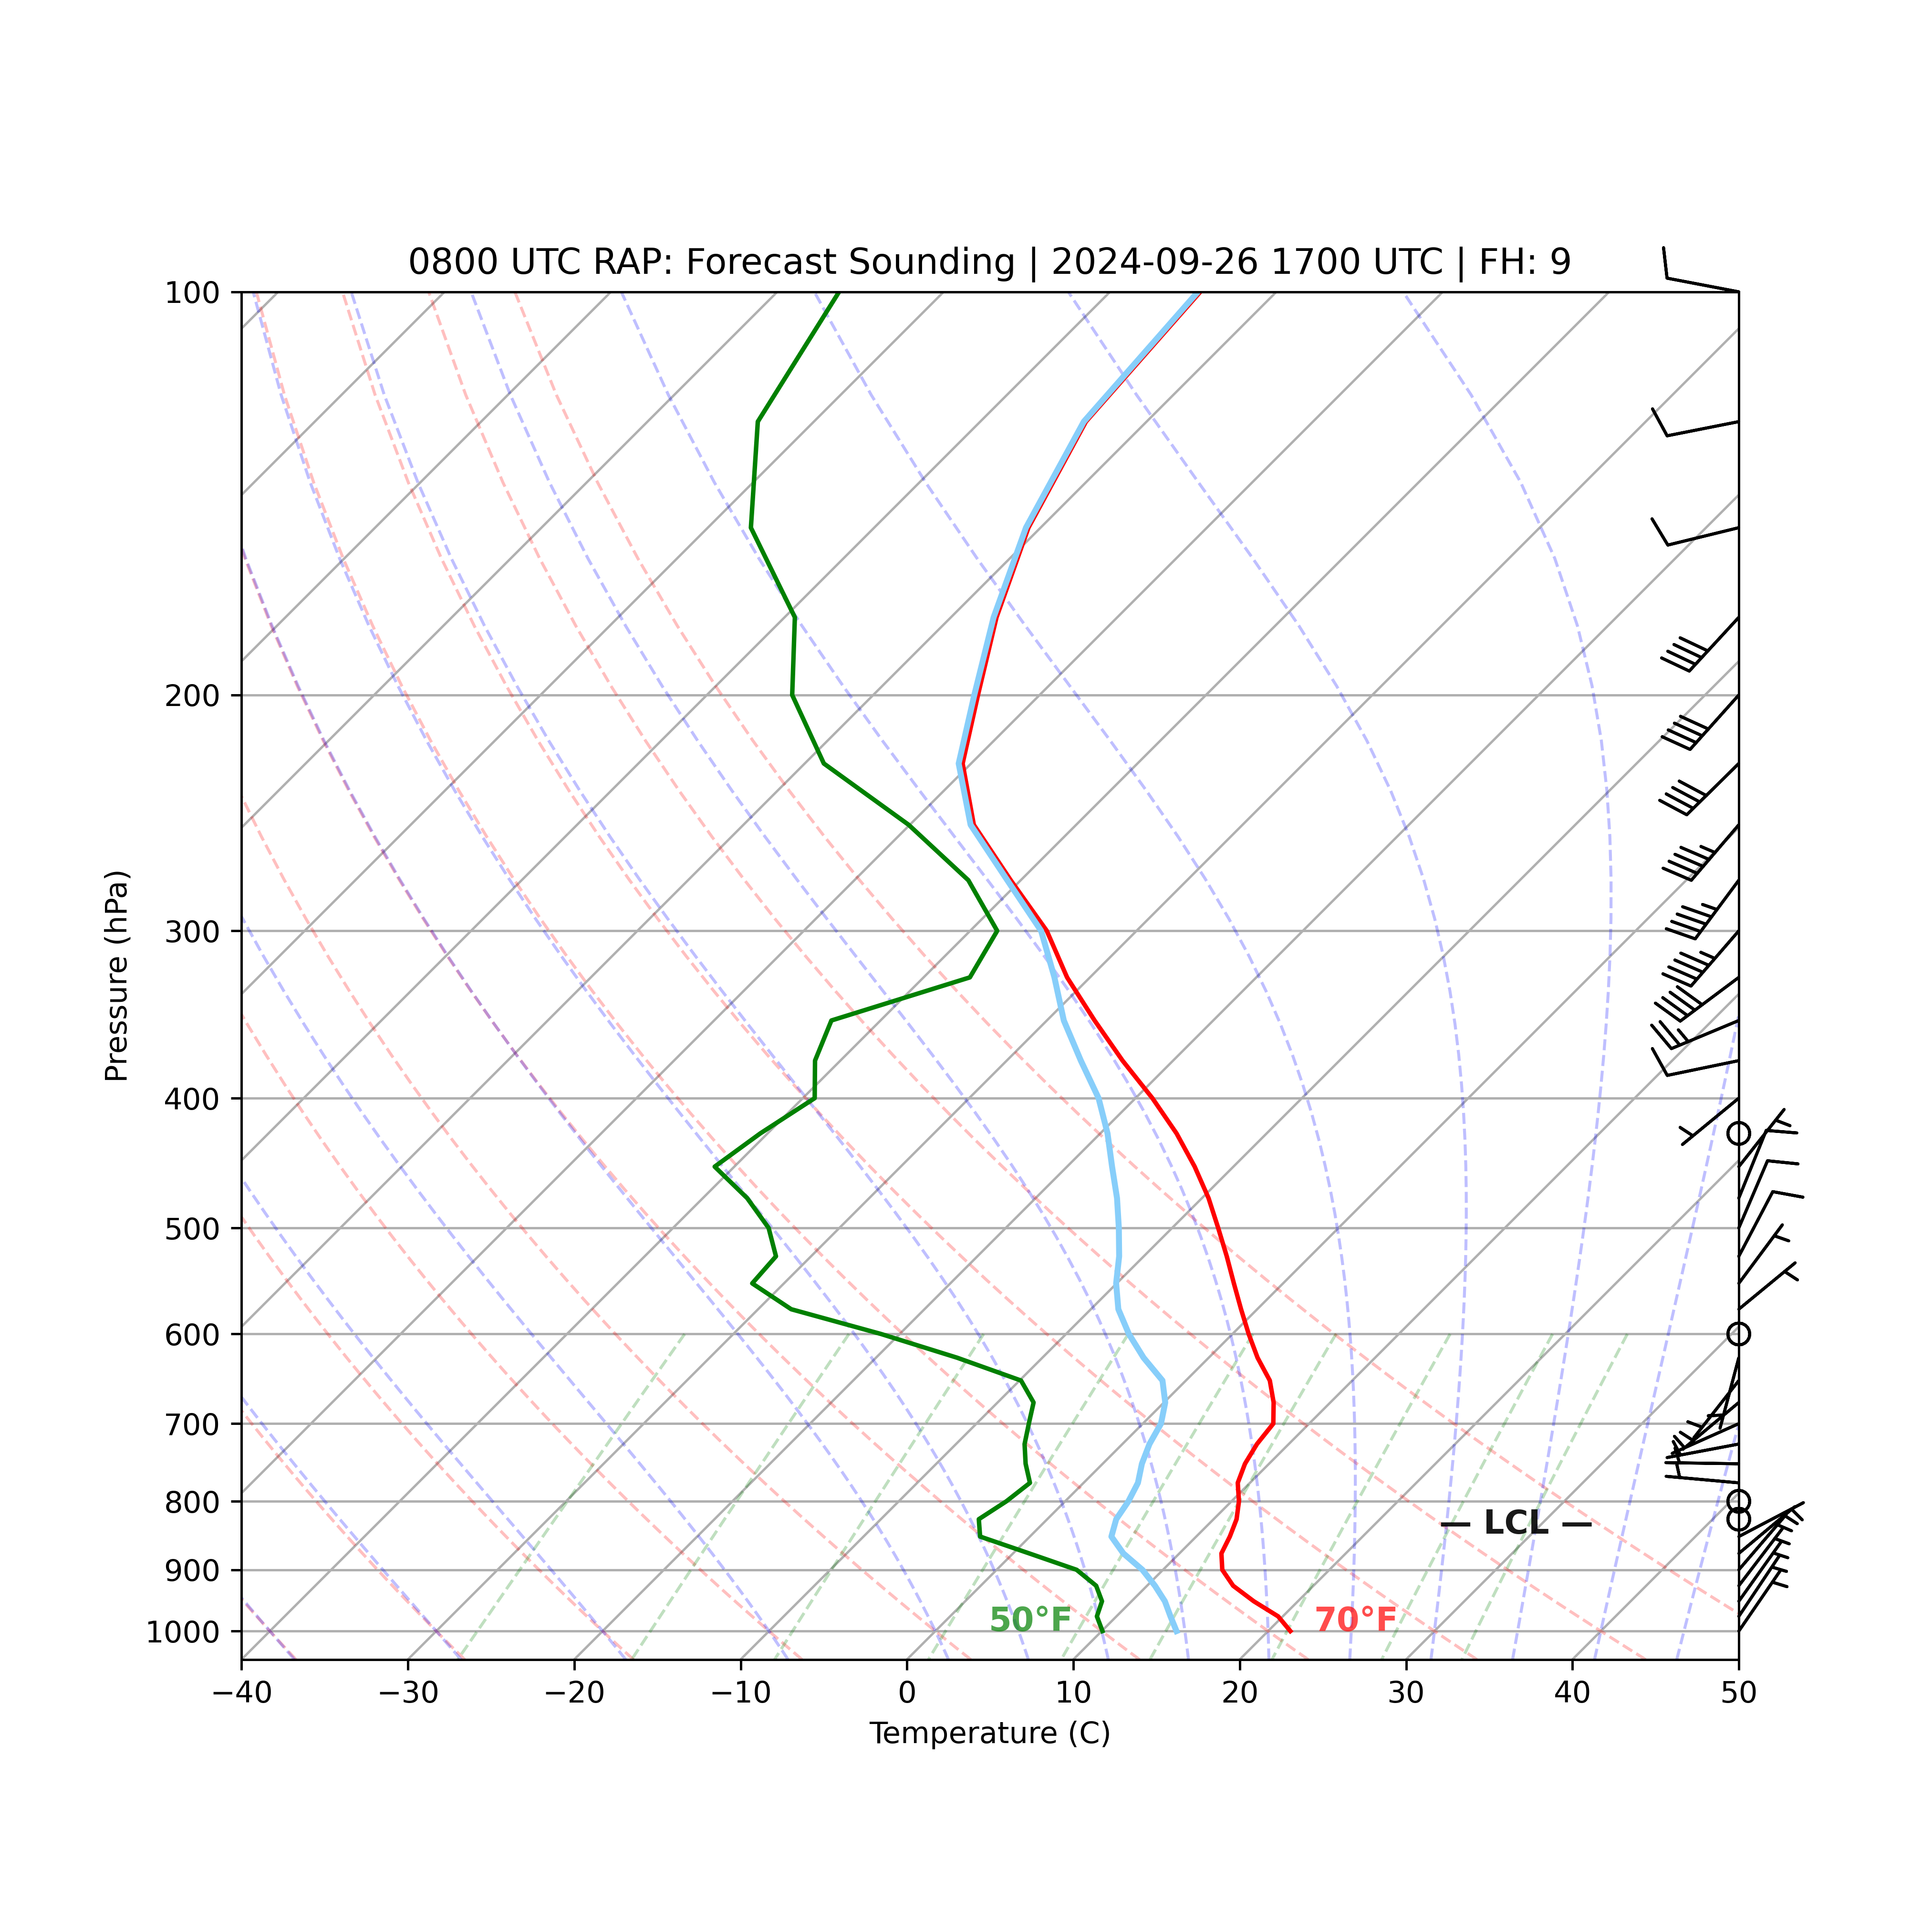 0800 UTC RAP: Forecast Sounding | 2024-09-26 1700 UTC | FH: 9
100
200
300
400
500
600
700
800
900
1000
Pressure (hPa)
— LCL —
50°F
70°F
−40 −30 −20 −10 0 10 20 30 40 50
Temperature (C)